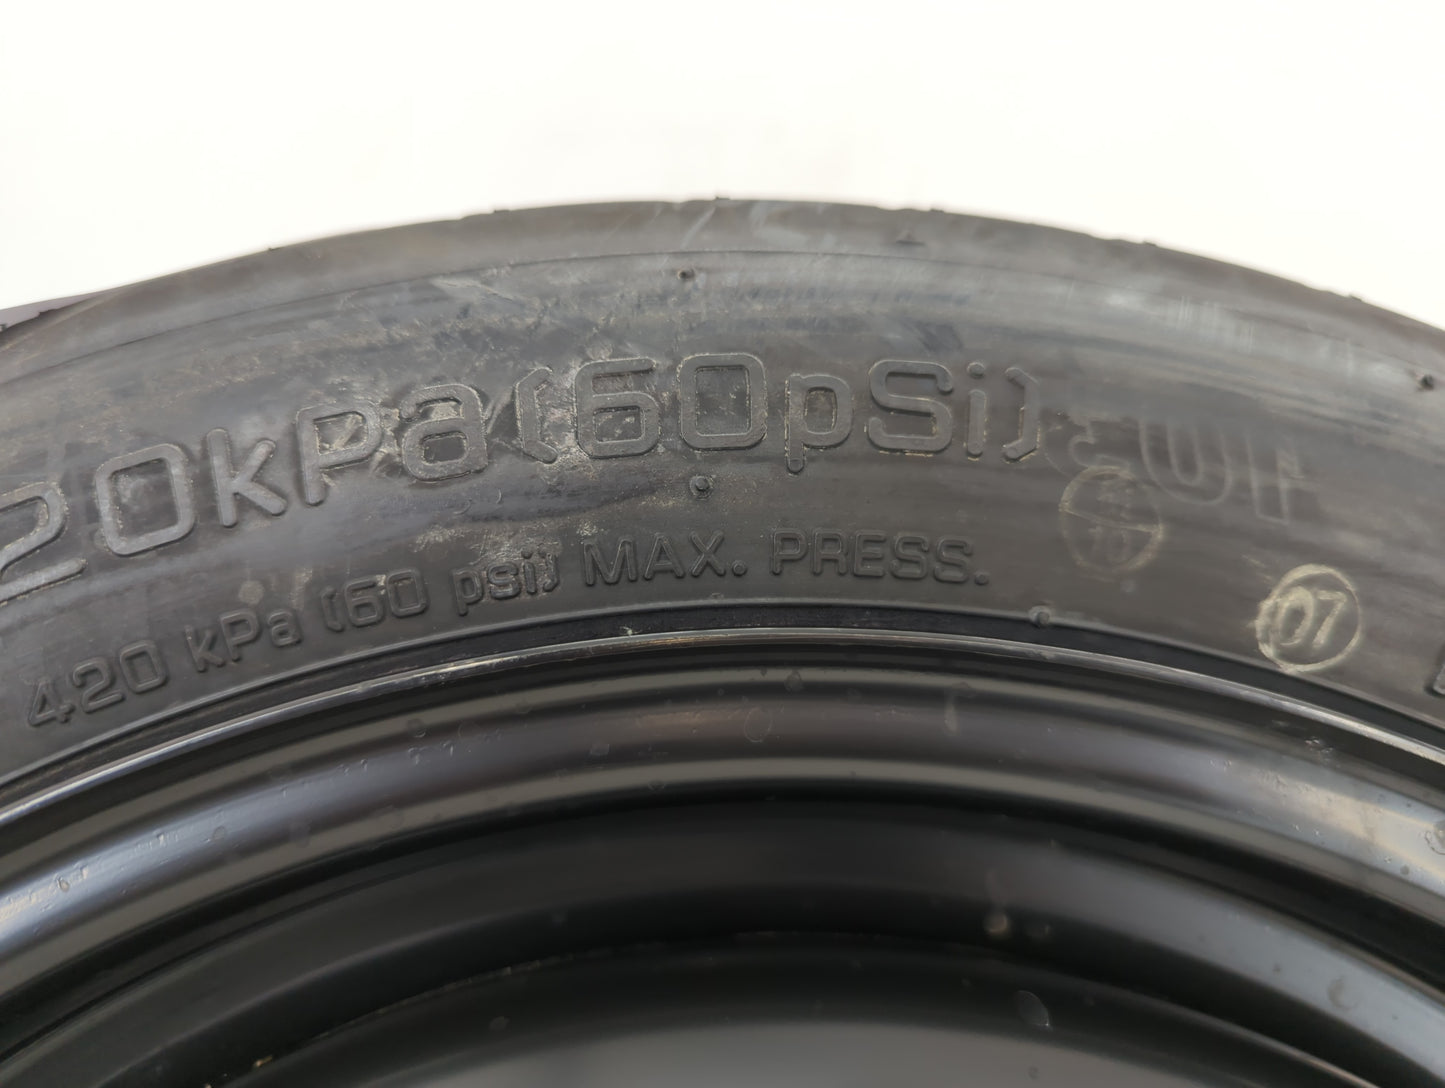 20kPa(60pSi)
420 kPa (60 psi) MAX. PRESS.
07